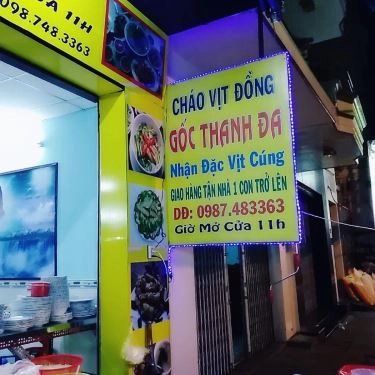 ỬA 11H
098.748.3363
CHÁO VỊT ĐỒNG
GỐC THANH ĐA
Nhận Đặc Vịt Cúng
GIAO HÀNG TẬN NHÀ 1 CON TRỞ LÊN
DĐ: 0987.483363
Giờ Mở Cửa 11h